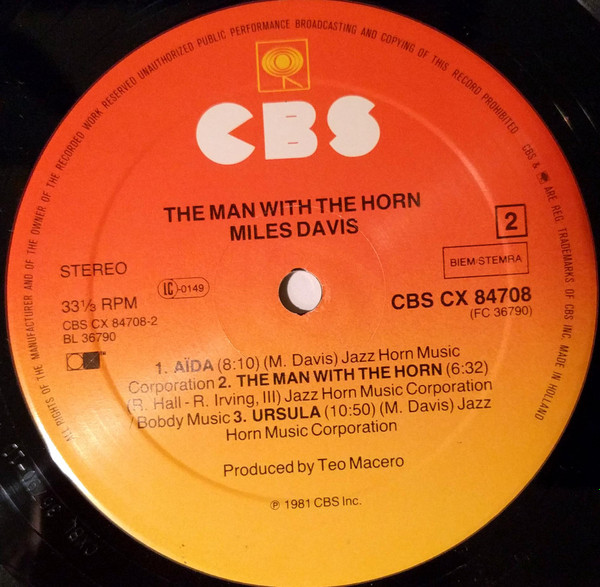 ALL RIGHTS OF THE MANUFACTURER AND OF THE OWNER OF THE RECORDED WORK RESERVED UNAUTHORIZED PUBLIC PERFORMANCE BROADCASTING AND COPYING OF THIS RECORD PROHIBITED CBS & ARE REG. TRADEMARKS OF CBS INC. MADE IN HOLLAND
CBS
THE MAN WITH THE HORN
MILES DAVIS
2
STEREO
BIEM/STEMRA
LC-0149
33⅓ RPM
CBS CX 84708
CBS CX 84708-2
(FC 36790)
BL 36790
1. AÏDA (8:10) (M. Davis) Jazz Horn Music
Corporation 2. THE MAN WITH THE HORN (6:32)
(R. Hall - R. Irving, III) Jazz Horn Music Corporation
/Bobdy Music 3. URSULA (10:50) (M. Davis) Jazz
Horn Music Corporation
Produced by Teo Macero
℗ 1981 CBS Inc.